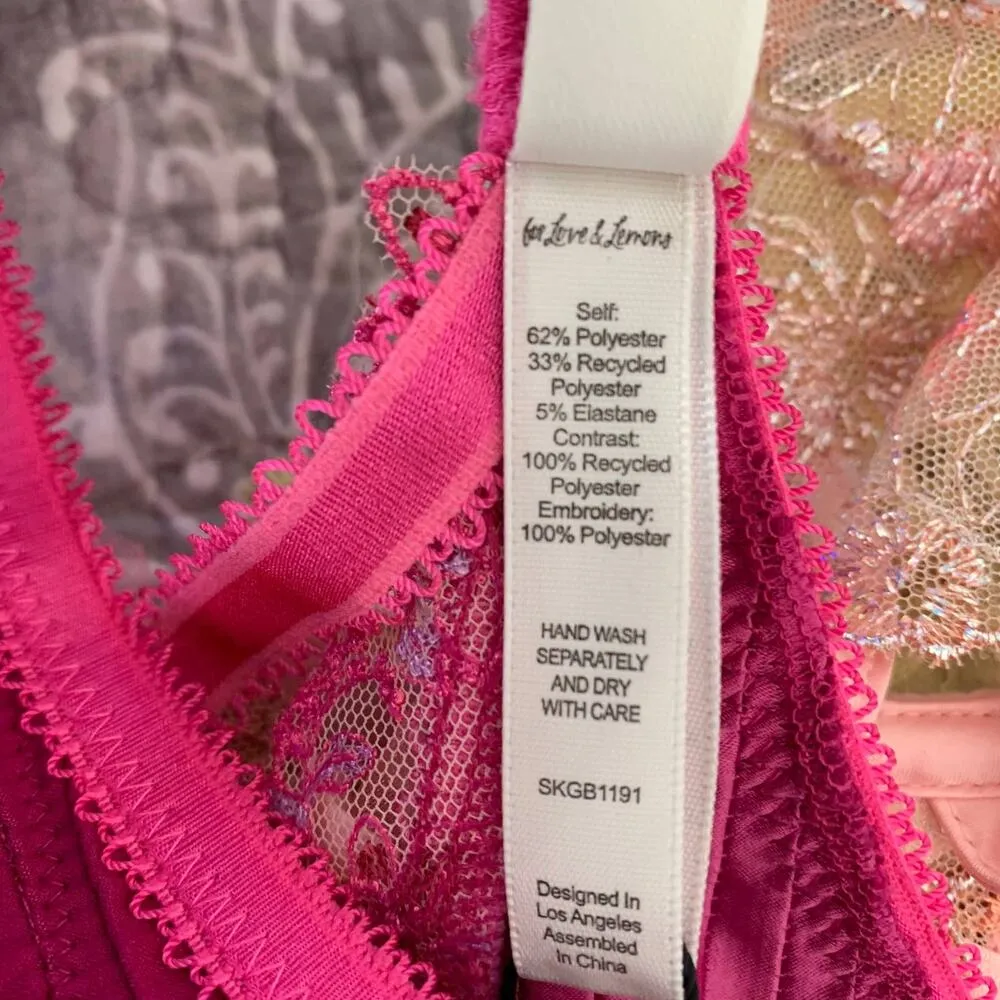 for Love & Lemons
Self:
62% Polyester
33% Recycled
Polyester
5% Elastane
Contrast:
100% Recycled
Polyester
Embroidery:
100% Polyester
HAND WASH
SEPARATELY
AND DRY
WITH CARE
SKGB1191
Designed In
Los Angeles
Assembled
In China